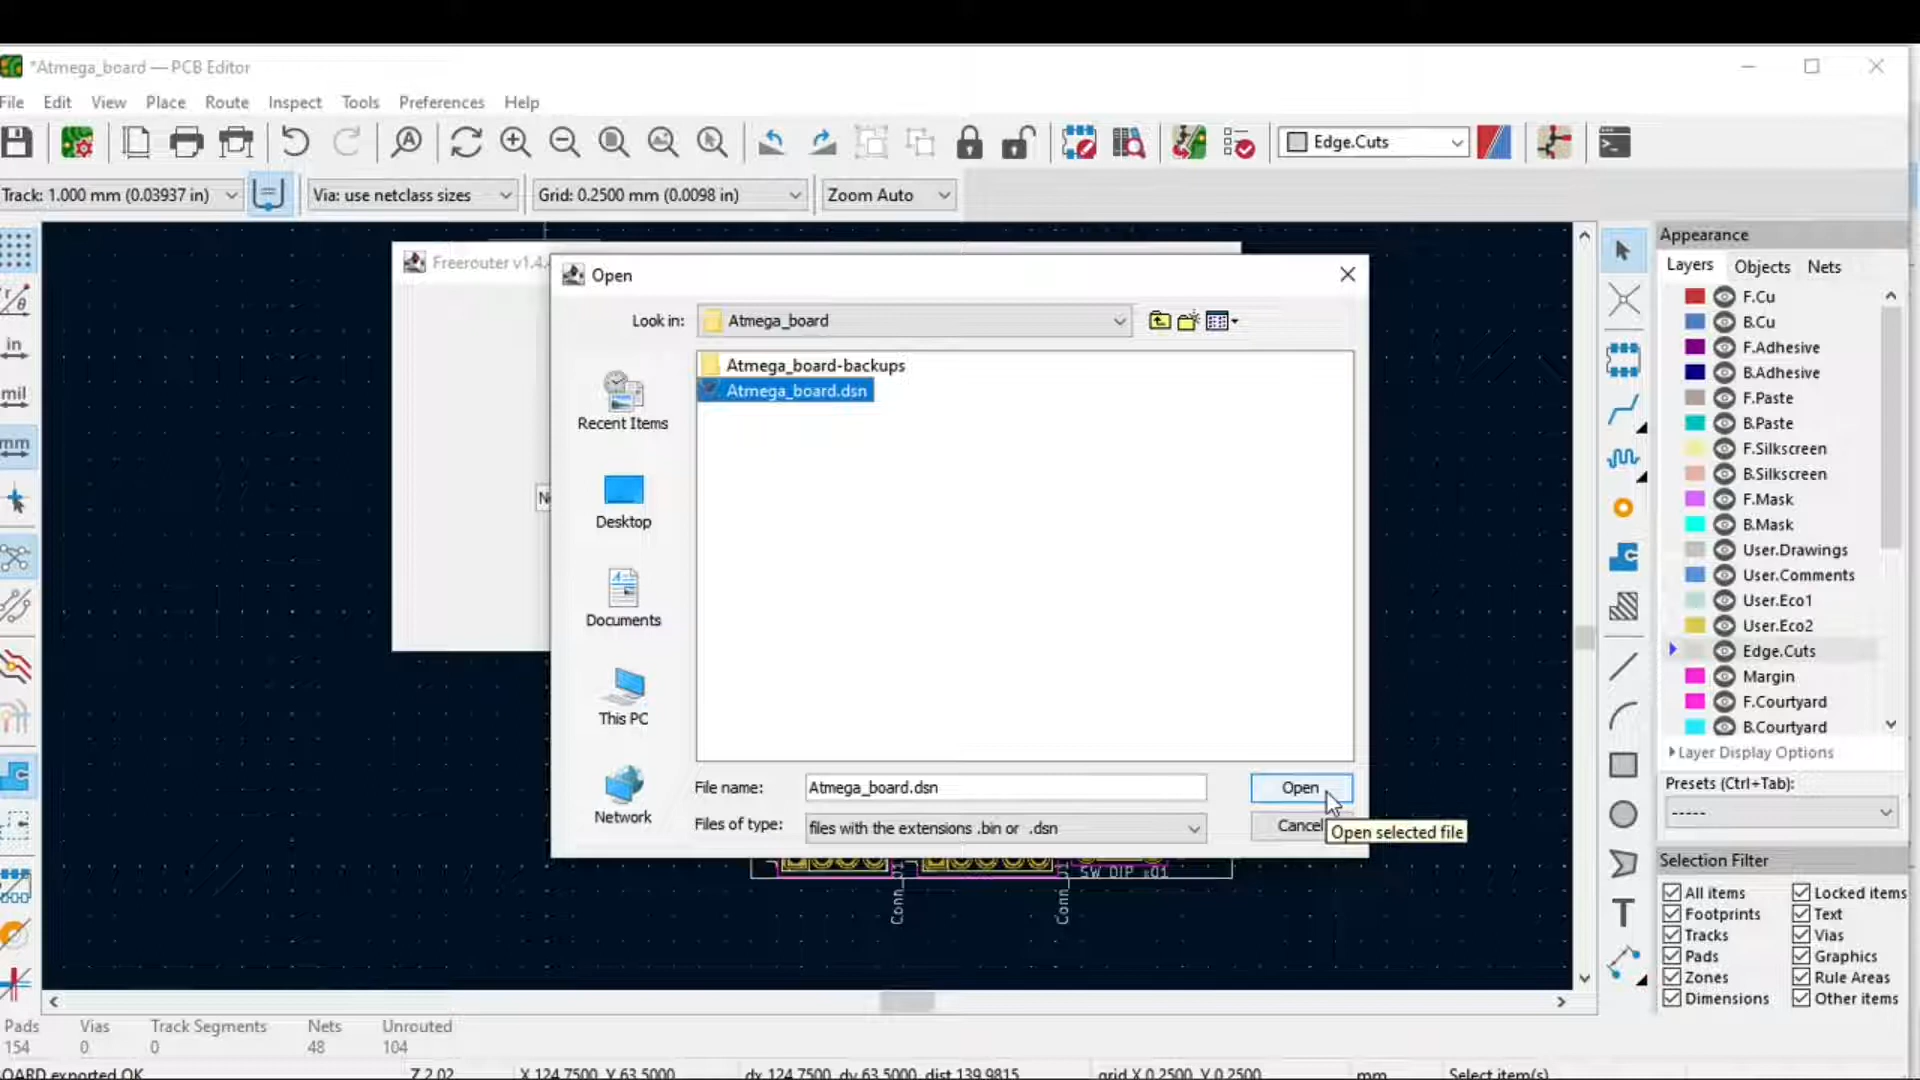 *Atmega_board — PCB Editor
File Edit View Place Route Inspect Tools Preferences Help
Edge.Cuts
Track: 1.000 mm (0.03937 in) Via: use netclass sizes Grid: 0.2500 mm (0.0098 in) Zoom Auto
in
mil
mm
Freerouter v1.4.
Open
Look in: Atmega_board
Atmega_board-backups
Atmega_board.dsn
Recent Items
Desktop
Documents
This PC
Network
File name: Atmega_board.dsn
Files of type: files with the extensions .bin or .dsn
Open
Cancel
Open selected file
SW_DIP_x01
Conn_01
Conn_01
Appearance
Layers Objects Nets
F.Cu
B.Cu
F.Adhesive
B.Adhesive
F.Paste
B.Paste
F.Silkscreen
B.Silkscreen
F.Mask
B.Mask
User.Drawings
User.Comments
User.Eco1
User.Eco2
Edge.Cuts
Margin
F.Courtyard
B.Courtyard
Layer Display Options
Presets (Ctrl+Tab):
-----
Selection Filter
All items Locked items
Footprints Text
Tracks Vias
Pads Graphics
Zones Rule Areas
Dimensions Other items
Pads Vias Track Segments Nets Unrouted
154 0 0 48 104
OARD exported OK Z 2.02 X 124.7500 Y 63.5000 dx 124.7500 dy 63.5000 dist 139.9815 grid X 0.2500 Y 0.2500 mm Select item(s)